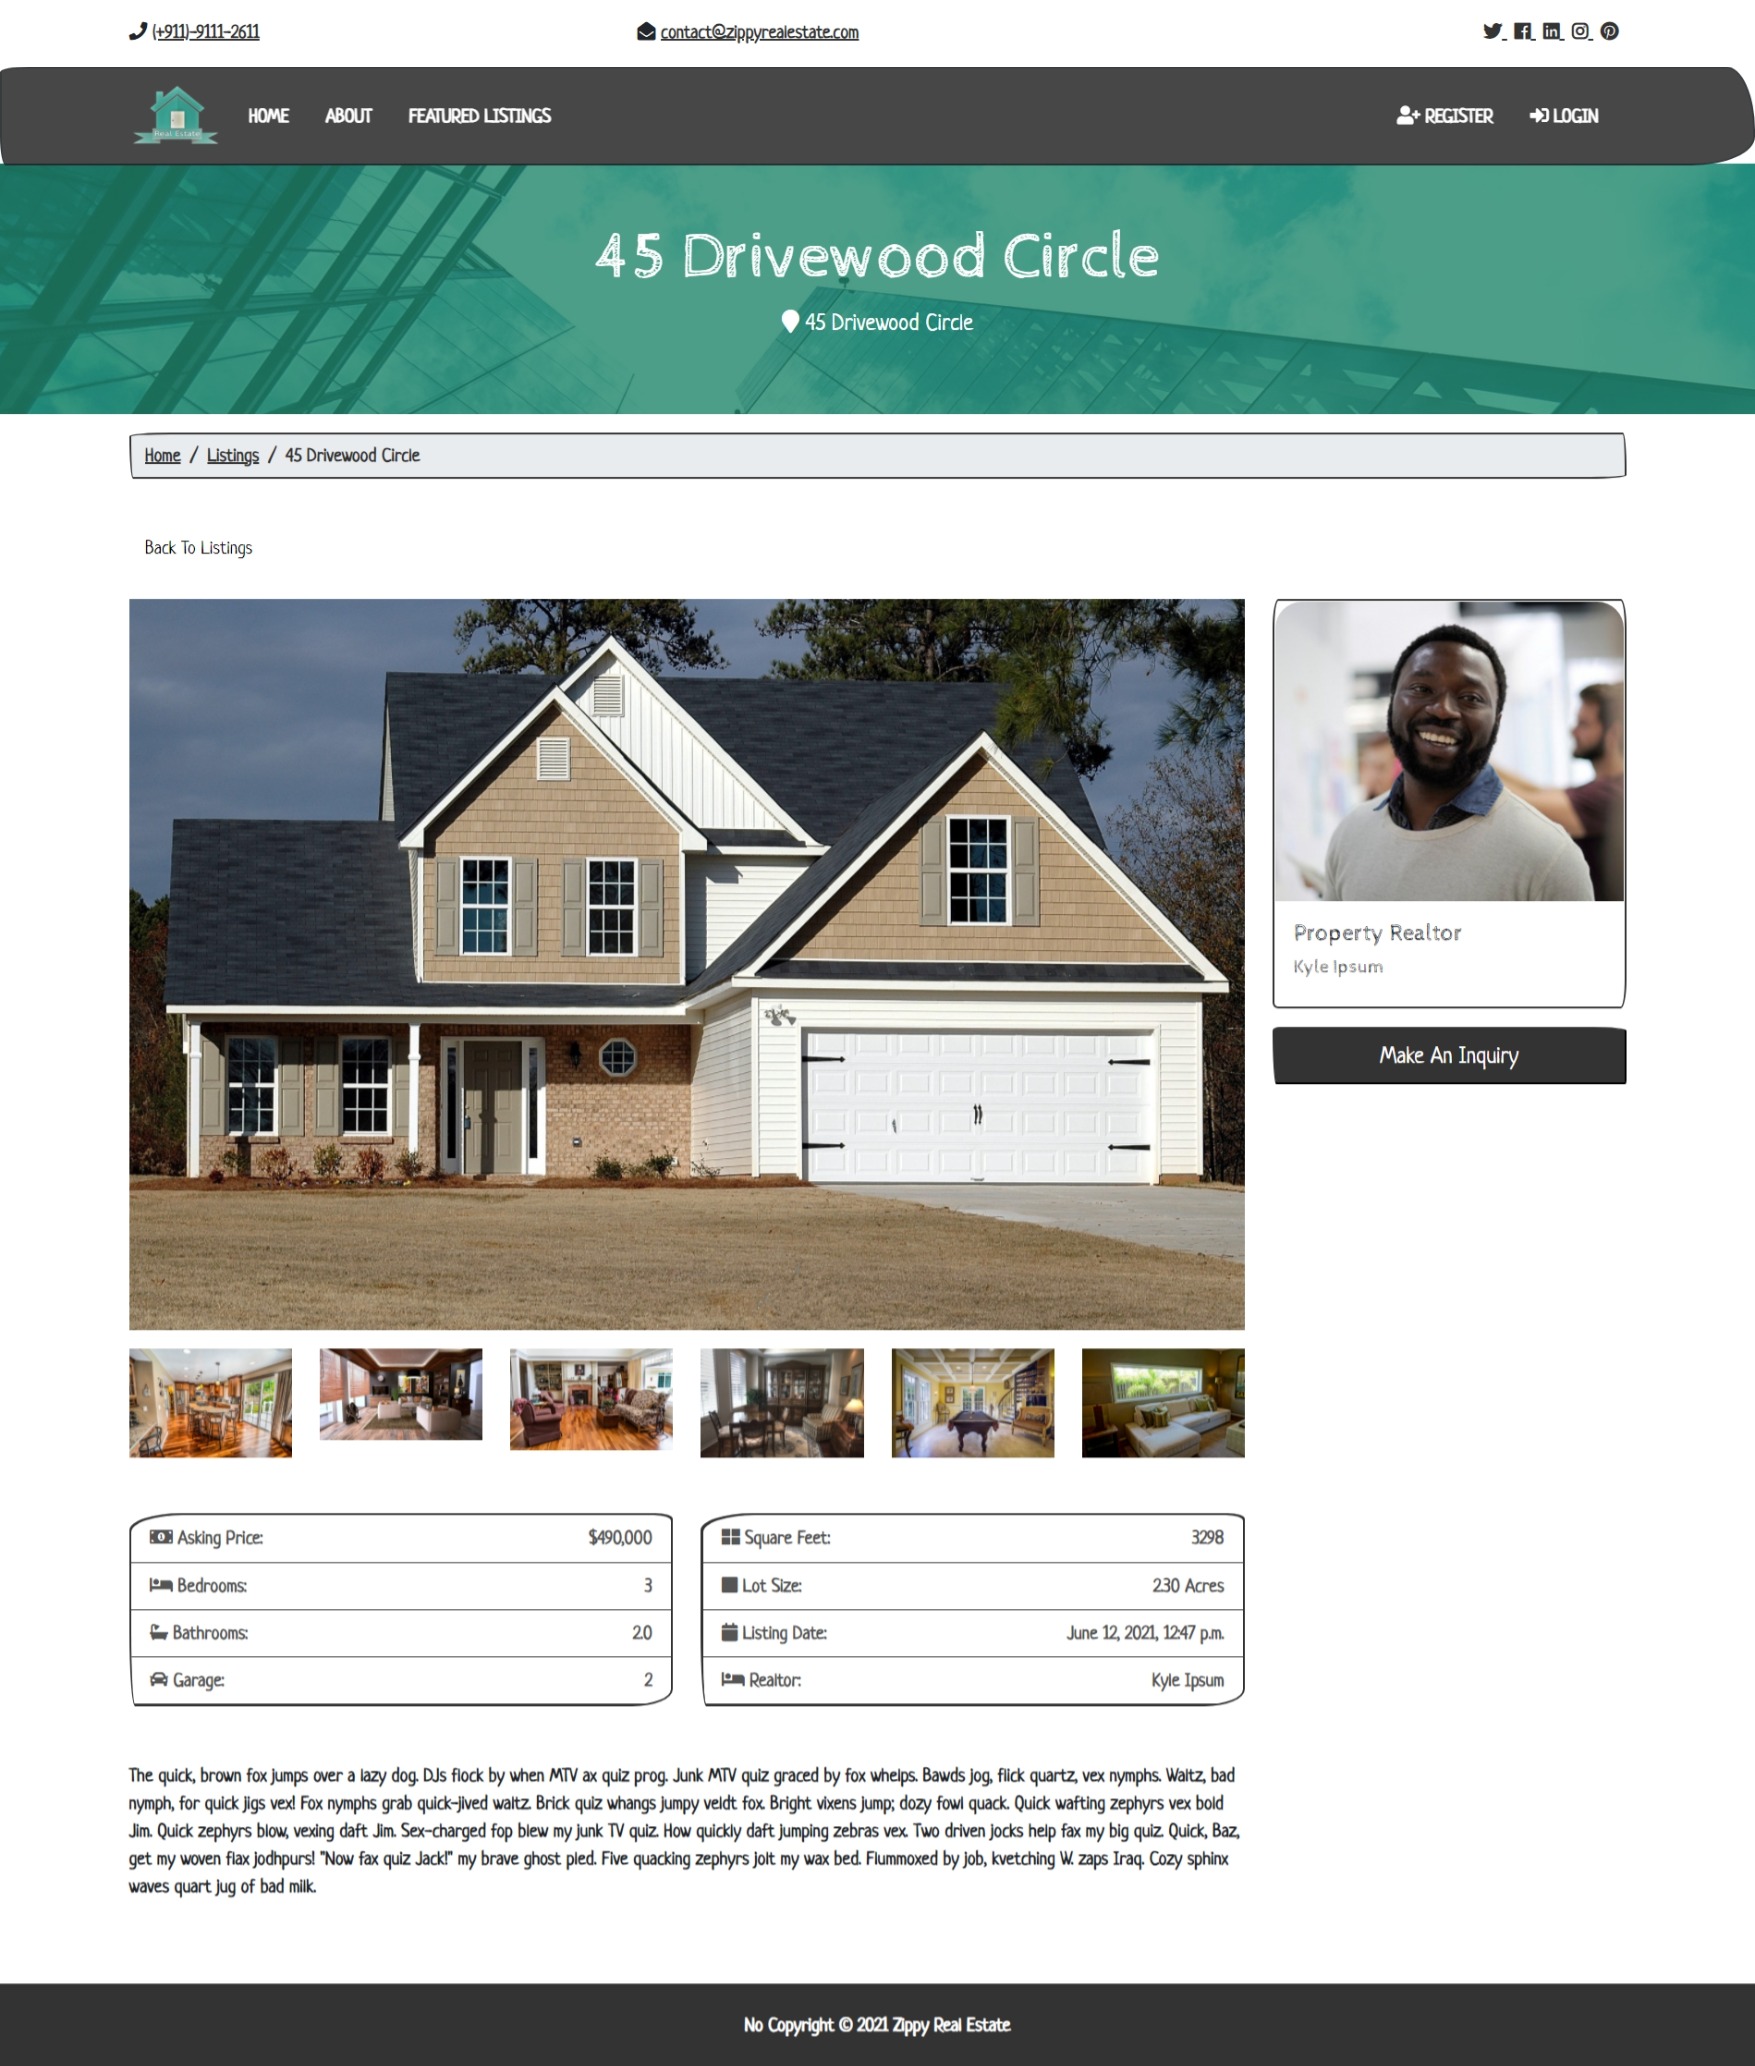 (+911)-9111-2611
contact@zippyrealestate.com
Real Estate
HOME
ABOUT
FEATURED LISTINGS
REGISTER
LOGIN
45 Drivewood Circle
45 Drivewood Circle
Home / Listings / 45 Drivewood Circle
Back To Listings
Property Realtor
Kyle Ipsum
Make An Inquiry
Asking Price: $490,000
Bedrooms: 3
Bathrooms: 2.0
Garage: 2
Square Feet: 3298
Lot Size: 2.30 Acres
Listing Date: June 12, 2021, 12:47 p.m.
Realtor: Kyle Ipsum
The quick, brown fox jumps over a lazy dog. DJs flock by when MTV ax quiz prog. Junk MTV quiz graced by fox whelps. Bawds jog, flick quartz, vex nymphs. Waltz, bad
nymph, for quick jigs vex! Fox nymphs grab quick-jived waltz. Brick quiz whangs jumpy veldt fox. Bright vixens jump; dozy fowl quack. Quick wafting zephyrs vex bold
Jim. Quick zephyrs blow, vexing daft Jim. Sex-charged fop blew my junk TV quiz. How quickly daft jumping zebras vex. Two driven jocks help fax my big quiz. Quick, Baz,
get my woven flax jodhpurs! "Now fax quiz Jack!" my brave ghost pled. Five quacking zephyrs jolt my wax bed. Flummoxed by job, kvetching W. zaps Iraq. Cozy sphinx
waves quart jug of bad milk.
No Copyright © 2021 Zippy Real Estate